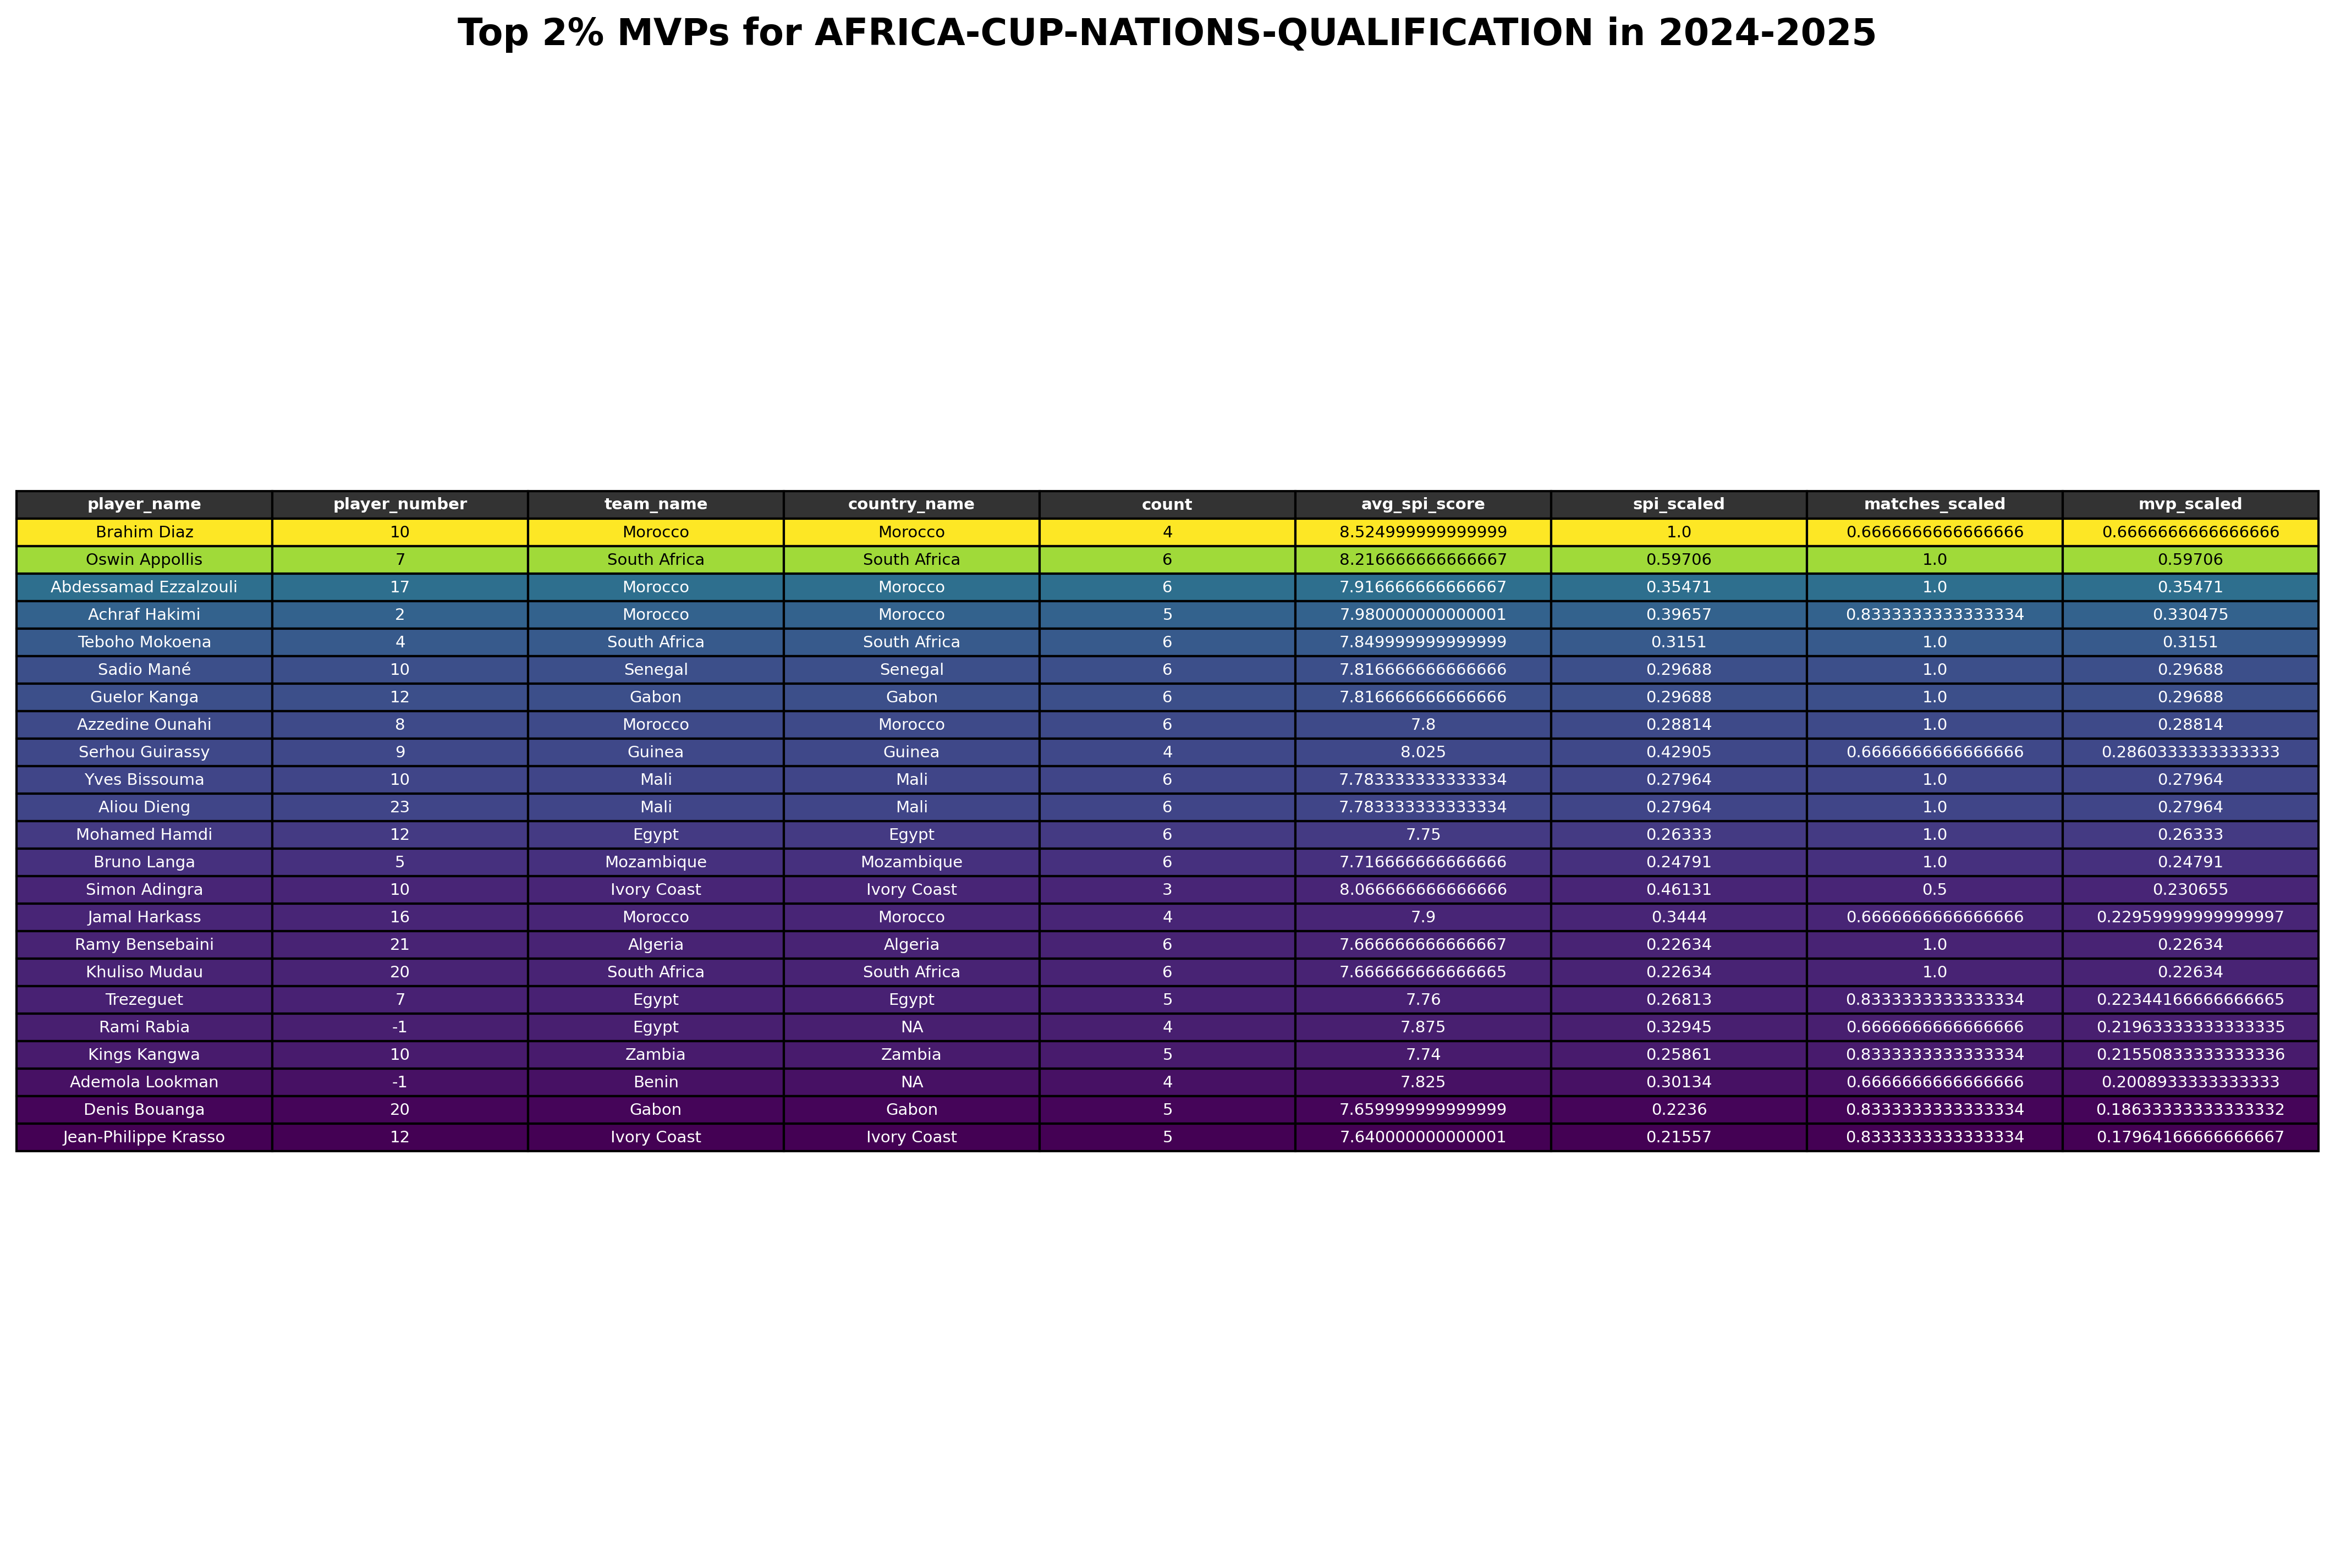 Top 2% MVPs for AFRICA-CUP-NATIONS-QUALIFICATION in 2024-2025
player_name player_number team_name country_name count avg_spi_score spi_scaled matches_scaled mvp_scaled
Brahim Diaz 10 Morocco Morocco 4 8.524999999999999 1.0 0.6666666666666666 0.6666666666666666
Oswin Appollis 7 South Africa South Africa 6 8.216666666666667 0.59706 1.0 0.59706
Abdessamad Ezzalzouli 17 Morocco Morocco 6 7.916666666666667 0.35471 1.0 0.35471
Achraf Hakimi 2 Morocco Morocco 5 7.980000000000001 0.39657 0.8333333333333334 0.330475
Teboho Mokoena 4 South Africa South Africa 6 7.849999999999999 0.3151 1.0 0.3151
Sadio Mané 10 Senegal Senegal 6 7.816666666666666 0.29688 1.0 0.29688
Guelor Kanga 12 Gabon Gabon 6 7.816666666666666 0.29688 1.0 0.29688
Azzedine Ounahi 8 Morocco Morocco 6 7.8 0.28814 1.0 0.28814
Serhou Guirassy 9 Guinea Guinea 4 8.025 0.42905 0.6666666666666666 0.2860333333333333
Yves Bissouma 10 Mali Mali 6 7.783333333333334 0.27964 1.0 0.27964
Aliou Dieng 23 Mali Mali 6 7.783333333333334 0.27964 1.0 0.27964
Mohamed Hamdi 12 Egypt Egypt 6 7.75 0.26333 1.0 0.26333
Bruno Langa 5 Mozambique Mozambique 6 7.716666666666666 0.24791 1.0 0.24791
Simon Adingra 10 Ivory Coast Ivory Coast 3 8.066666666666666 0.46131 0.5 0.230655
Jamal Harkass 16 Morocco Morocco 4 7.9 0.3444 0.6666666666666666 0.22959999999999997
Ramy Bensebaini 21 Algeria Algeria 6 7.666666666666667 0.22634 1.0 0.22634
Khuliso Mudau 20 South Africa South Africa 6 7.666666666666665 0.22634 1.0 0.22634
Trezeguet 7 Egypt Egypt 5 7.76 0.26813 0.8333333333333334 0.22344166666666665
Rami Rabia -1 Egypt NA 4 7.875 0.32945 0.6666666666666666 0.21963333333333335
Kings Kangwa 10 Zambia Zambia 5 7.74 0.25861 0.8333333333333334 0.21550833333333336
Ademola Lookman -1 Benin NA 4 7.825 0.30134 0.6666666666666666 0.2008933333333333
Denis Bouanga 20 Gabon Gabon 5 7.659999999999999 0.2236 0.8333333333333334 0.18633333333333332
Jean-Philippe Krasso 12 Ivory Coast Ivory Coast 5 7.640000000000001 0.21557 0.8333333333333334 0.17964166666666667